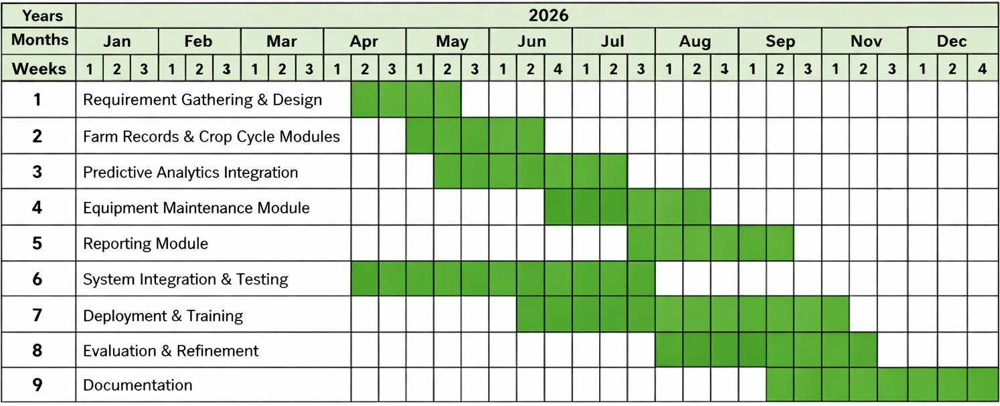 Years 2026
Months Jan Feb Mar Apr May Jun Jul Aug Sep Nov Dec
Weeks 1 2 3 1 2 3 1 2 3 1 2 3 1 2 3 1 2 4 1 2 3 1 2 1 2 3 1 2 3 1 2 4
1 Requirement Gathering & Design
2 Farm Records & Crop Cycle Modules
3 Predictive Analytics Integration
4 Equipment Maintenance Module
5 Reporting Module
6 System Integration & Testing
7 Deployment & Training
8 Evaluation & Refinement
9 Documentation